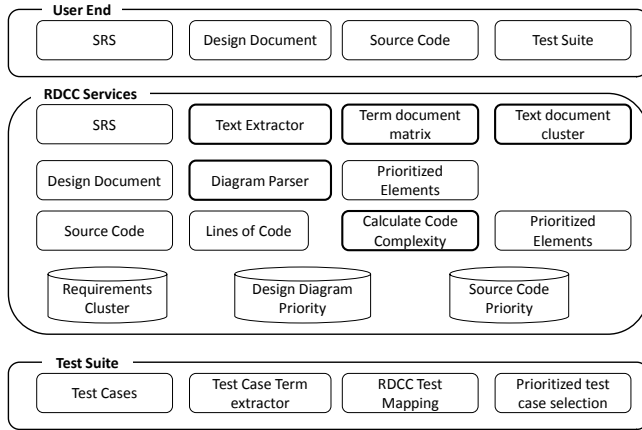 User End
SRS
Design Document
Source Code
Test Suite
RDCC Services
SRS
Text Extractor
Term document
matrix
Text document
cluster
Design Document
Diagram Parser
Prioritized
Elements
Source Code
Lines of Code
Calculate Code
Complexity
Prioritized
Elements
Requirements
Cluster
Design Diagram
Priority
Source Code
Priority
Test Suite
Test Cases
Test Case Term
extractor
RDCC Test
Mapping
Prioritized test
case selection